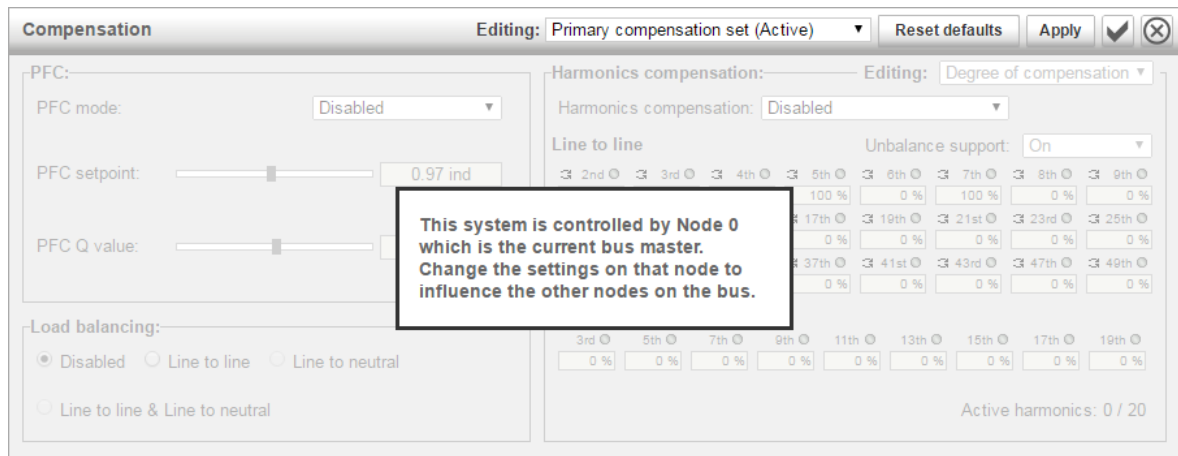 Compensation Editing: Primary compensation set (Active) Reset defaults Apply
PFC:
PFC mode: Disabled
PFC setpoint: 0.97 ind
PFC Q value:
Load balancing:
Disabled Line to line Line to neutral
Line to line & Line to neutral
Harmonics compensation: Editing: Degree of compensation
Harmonics compensation: Disabled
Line to line Unbalance support: On
2nd 3rd 4th 5th 6th 7th 8th 9th
100 % 0 % 100 % 0 % 0 %
17th 19th 21st 23rd 25th
0 % 0 % 0 % 0 % 0 %
37th 41st 43rd 47th 49th
0 % 0 % 0 % 0 % 0 %
3rd 5th 7th 9th 11th 13th 15th 17th 19th
0 % 0 % 0 % 0 % 0 % 0 % 0 % 0 % 0 %
Active harmonics: 0 / 20
This system is controlled by Node 0
which is the current bus master.
Change the settings on that node to
influence the other nodes on the bus.